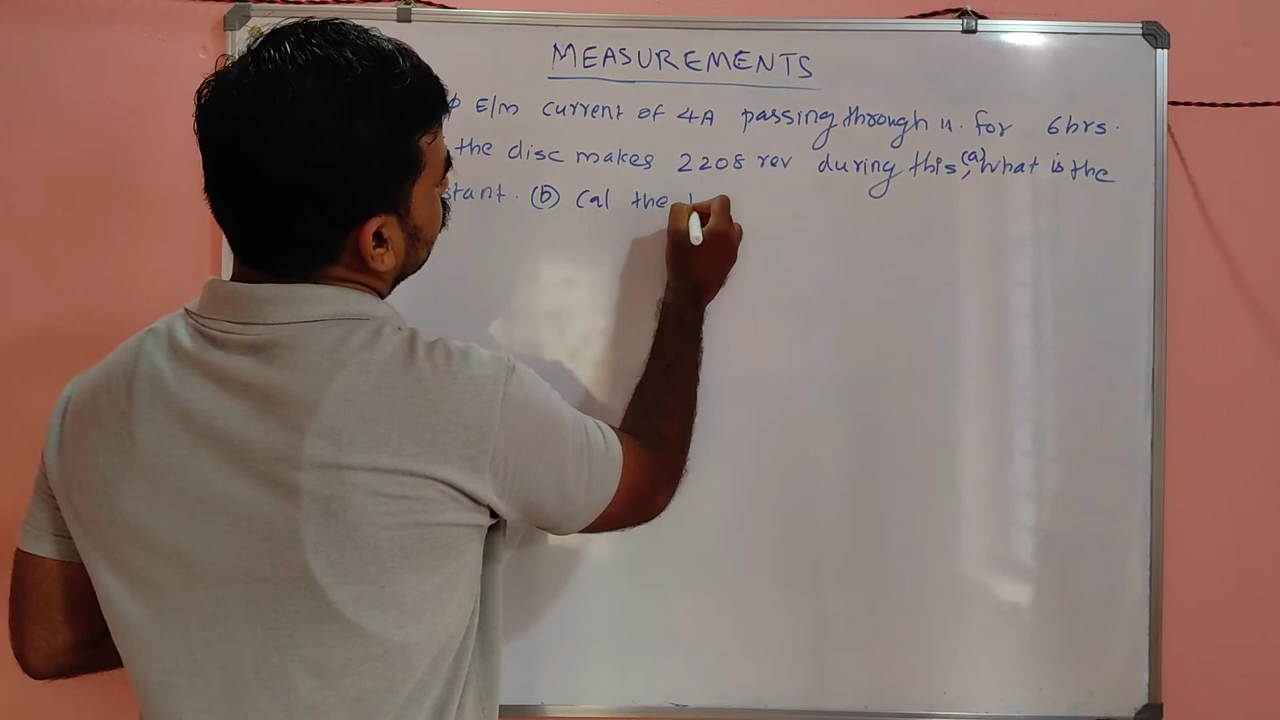 MEASUREMENTS
ϕ E/m current of 4A passing through it. for 6hrs.
the disc makes 2208 rev during this, (a) What is the
stant. (b) Cal the